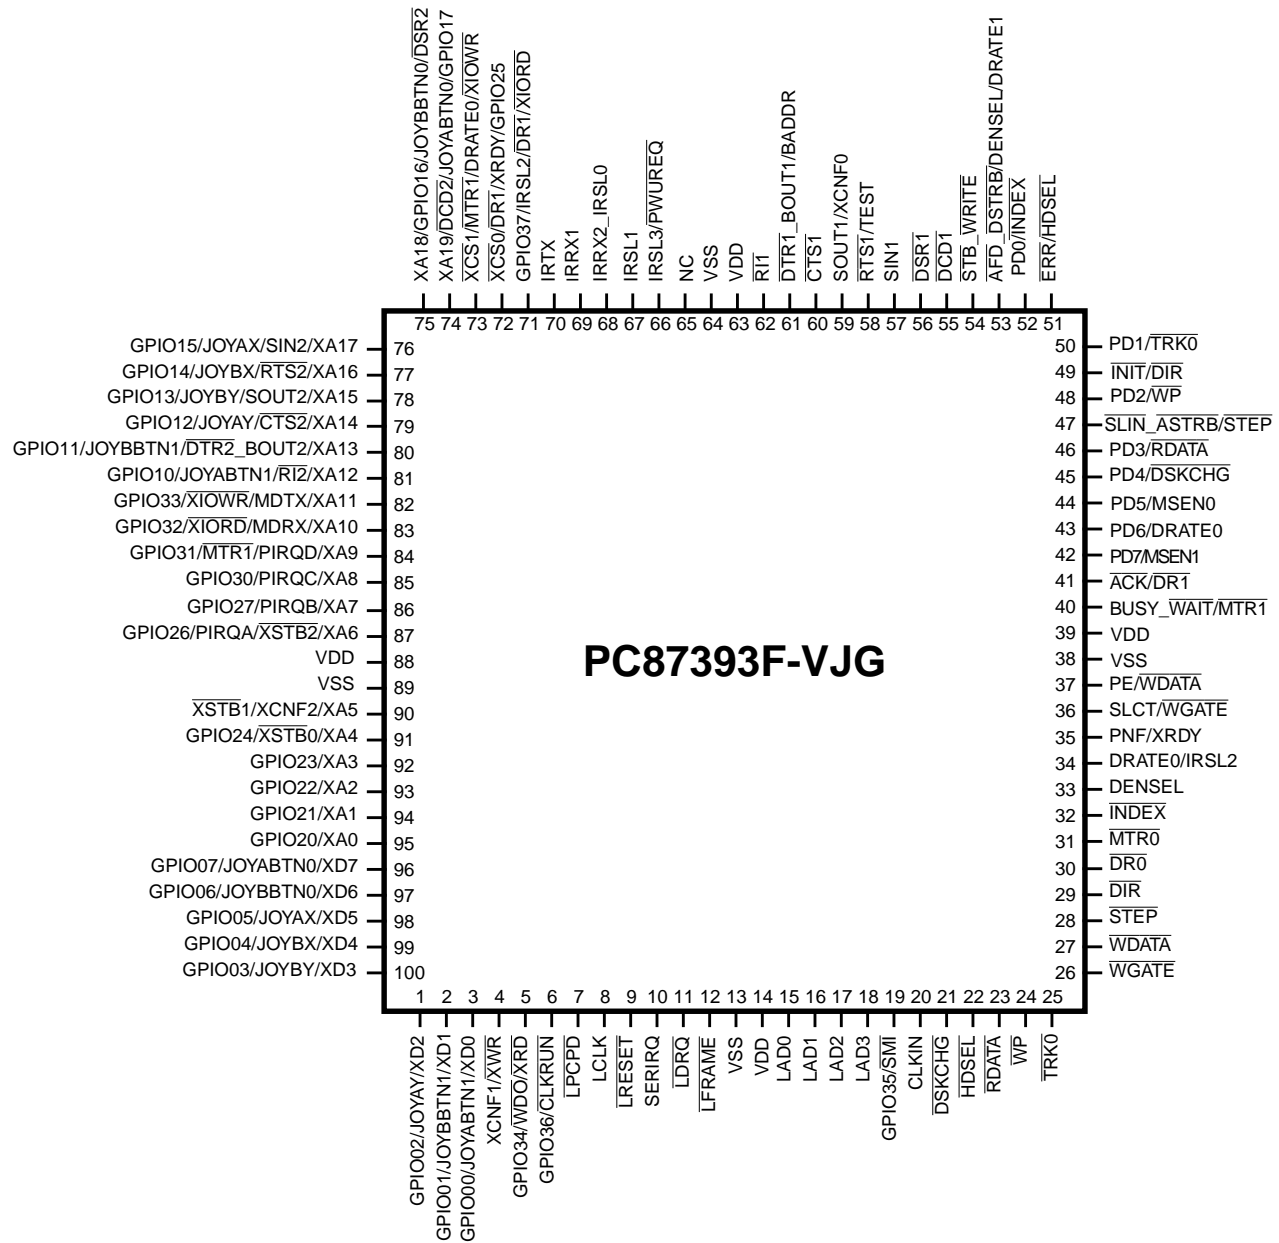 XA18/GPIO16/JOYBBTN0/DSR2
XA19/DCD2/JOYABTN0/GPIO17
XCS1/MTR1/DRATE0/XIOWR
XCS0/DR1/XRDY/GPIO25
GPIO37/IRSL2/DR1/XIORD
IRTX
IRRX1
IRRX2_IRSL0
IRSL1
IRSL3/PWUREQ
NC
VSS
VDD
RI1
DTR1_BOUT1/BADDR
CTS1
SOUT1/XCNF0
RTS1/TEST
SIN1
DSR1
DCD1
STB_WRITE
AFD_DSTRB/DENSEL/DRATE1
PD0/INDEX
ERR/HDSEL
75 74 73 72 71 70 69 68 67 66 65 64 63 62 61 60 59 58 57 56 55 54 53 52 51
GPIO15/JOYAX/SIN2/XA17 76
GPIO14/JOYBX/RTS2/XA16 77
GPIO13/JOYBY/SOUT2/XA15 78
GPIO12/JOYAY/CTS2/XA14 79
GPIO11/JOYBBTN1/DTR2_BOUT2/XA13 80
GPIO10/JOYABTN1/RI2/XA12 81
GPIO33/XIOWR/MDTX/XA11 82
GPIO32/XIORD/MDRX/XA10 83
GPIO31/MTR1/PIRQD/XA9 84
GPIO30/PIRQC/XA8 85
GPIO27/PIRQB/XA7 86
GPIO26/PIRQA/XSTB2/XA6 87
VDD 88
VSS 89
XSTB1/XCNF2/XA5 90
GPIO24/XSTB0/XA4 91
GPIO23/XA3 92
GPIO22/XA2 93
GPIO21/XA1 94
GPIO20/XA0 95
GPIO07/JOYABTN0/XD7 96
GPIO06/JOYBBTN0/XD6 97
GPIO05/JOYAX/XD5 98
GPIO04/JOYBX/XD4 99
GPIO03/JOYBY/XD3 100
PC87393F-VJG
50 PD1/TRK0
49 INIT/DIR
48 PD2/WP
47 SLIN_ASTRB/STEP
46 PD3/RDATA
45 PD4/DSKCHG
44 PD5/MSEN0
43 PD6/DRATE0
42 PD7/MSEN1
41 ACK/DR1
40 BUSY_WAIT/MTR1
39 VDD
38 VSS
37 PE/WDATA
36 SLCT/WGATE
35 PNF/XRDY
34 DRATE0/IRSL2
33 DENSEL
32 INDEX
31 MTR0
30 DR0
29 DIR
28 STEP
27 WDATA
26 WGATE
1 2 3 4 5 6 7 8 9 10 11 12 13 14 15 16 17 18 19 20 21 22 23 24 25
GPIO02/JOYAY/XD2
GPIO01/JOYBBTN1/XD1
GPIO00/JOYABTN1/XD0
XCNF1/XWR
GPIO34/WDO/XRD
GPIO36/CLKRUN
LPCPD
LCLK
LRESET
SERIRQ
LDRQ
LFRAME
VSS
VDD
LAD0
LAD1
LAD2
LAD3
GPIO35/SMI
CLKIN
DSKCHG
HDSEL
RDATA
WP
TRK0